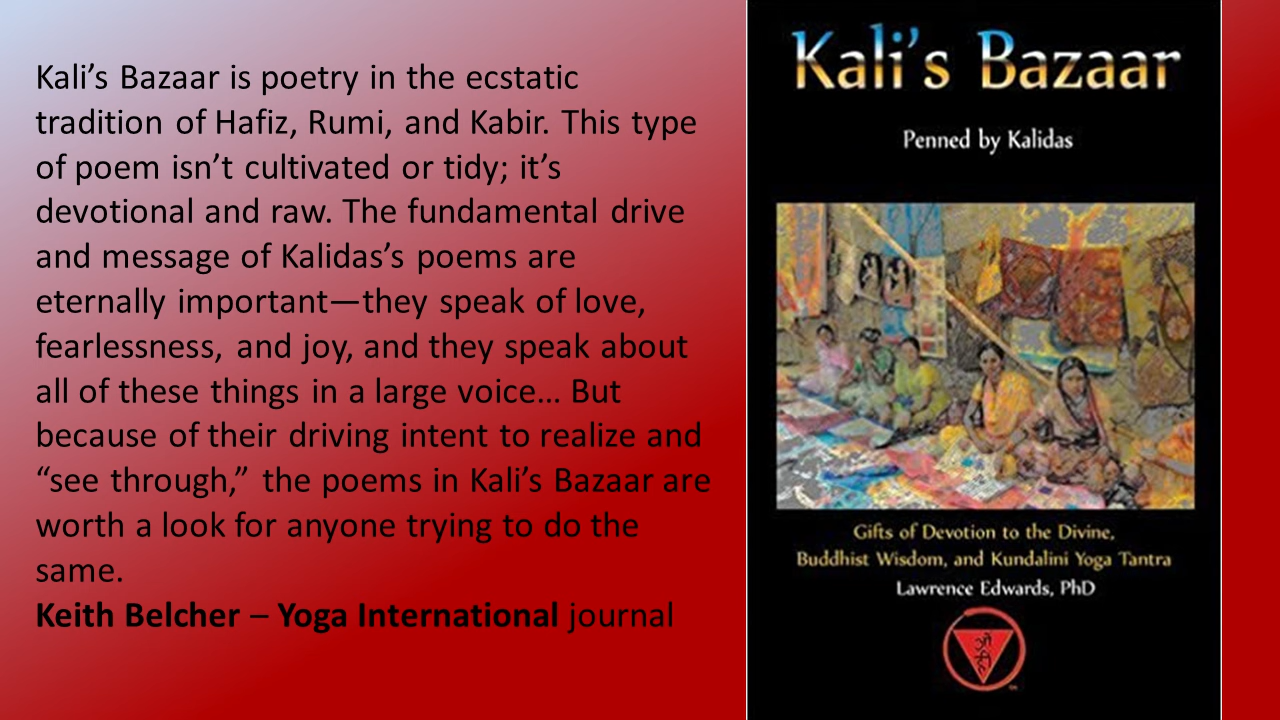 Kali’s Bazaar is poetry in the ecstatic
tradition of Hafiz, Rumi, and Kabir. This type
of poem isn’t cultivated or tidy; it’s
devotional and raw. The fundamental drive
and message of Kalidas’s poems are
eternally important—they speak of love,
fearlessness, and joy, and they speak about
all of these things in a large voice… But
because of their driving intent to realize and
“see through,” the poems in Kali’s Bazaar are
worth a look for anyone trying to do the
same.
Keith Belcher – Yoga International journal
Kali’s Bazaar
Penned by Kalidas
Gifts of Devotion to the Divine,
Buddhist Wisdom, and Kundalini Yoga Tantra
Lawrence Edwards, PhD